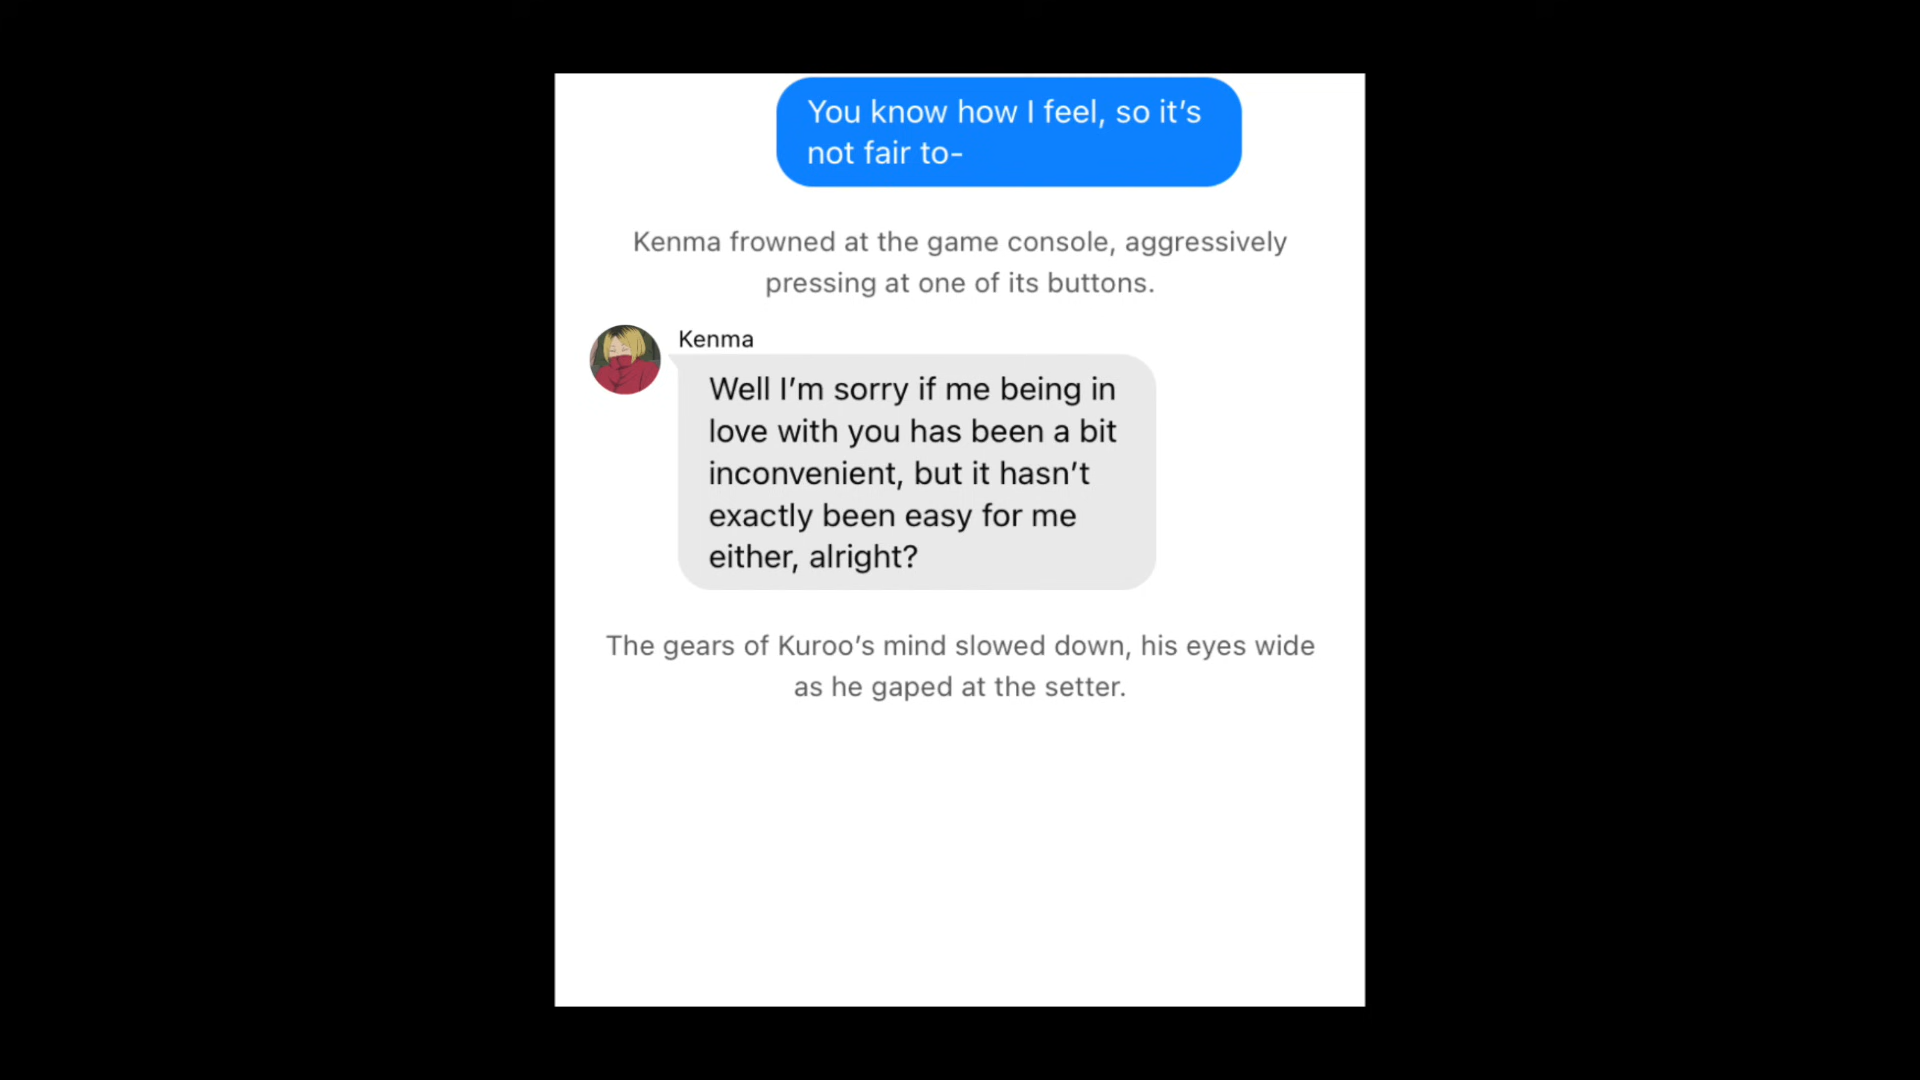 You know how I feel, so it’s
not fair to-
Kenma frowned at the game console, aggressively
pressing at one of its buttons.
Kenma
Well I’m sorry if me being in
love with you has been a bit
inconvenient, but it hasn’t
exactly been easy for me
either, alright?
The gears of Kuroo’s mind slowed down, his eyes wide
as he gaped at the setter.